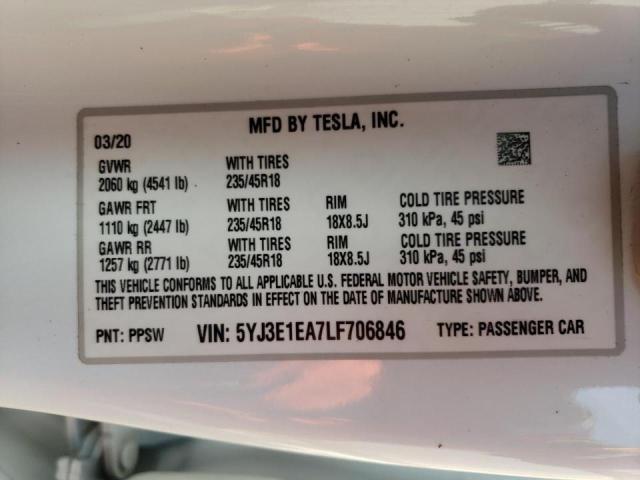 MFD BY TESLA, INC.
03/20
GVWR WITH TIRES
2060 kg (4541 lb) 235/45R18
GAWR FRT WITH TIRES RIM COLD TIRE PRESSURE
1110 kg (2447 lb) 235/45R18 18X8.5J 310 kPa, 45 psi
GAWR RR WITH TIRES RIM COLD TIRE PRESSURE
1257 kg (2771 lb) 235/45R18 18X8.5J 310 kPa, 45 psi
THIS VEHICLE CONFORMS TO ALL APPLICABLE U.S. FEDERAL MOTOR VEHICLE SAFETY, BUMPER, AND
THEFT PREVENTION STANDARDS IN EFFECT ON THE DATE OF MANUFACTURE SHOWN ABOVE.
PNT: PPSW VIN: 5YJ3E1EA7LF706846 TYPE: PASSENGER CAR